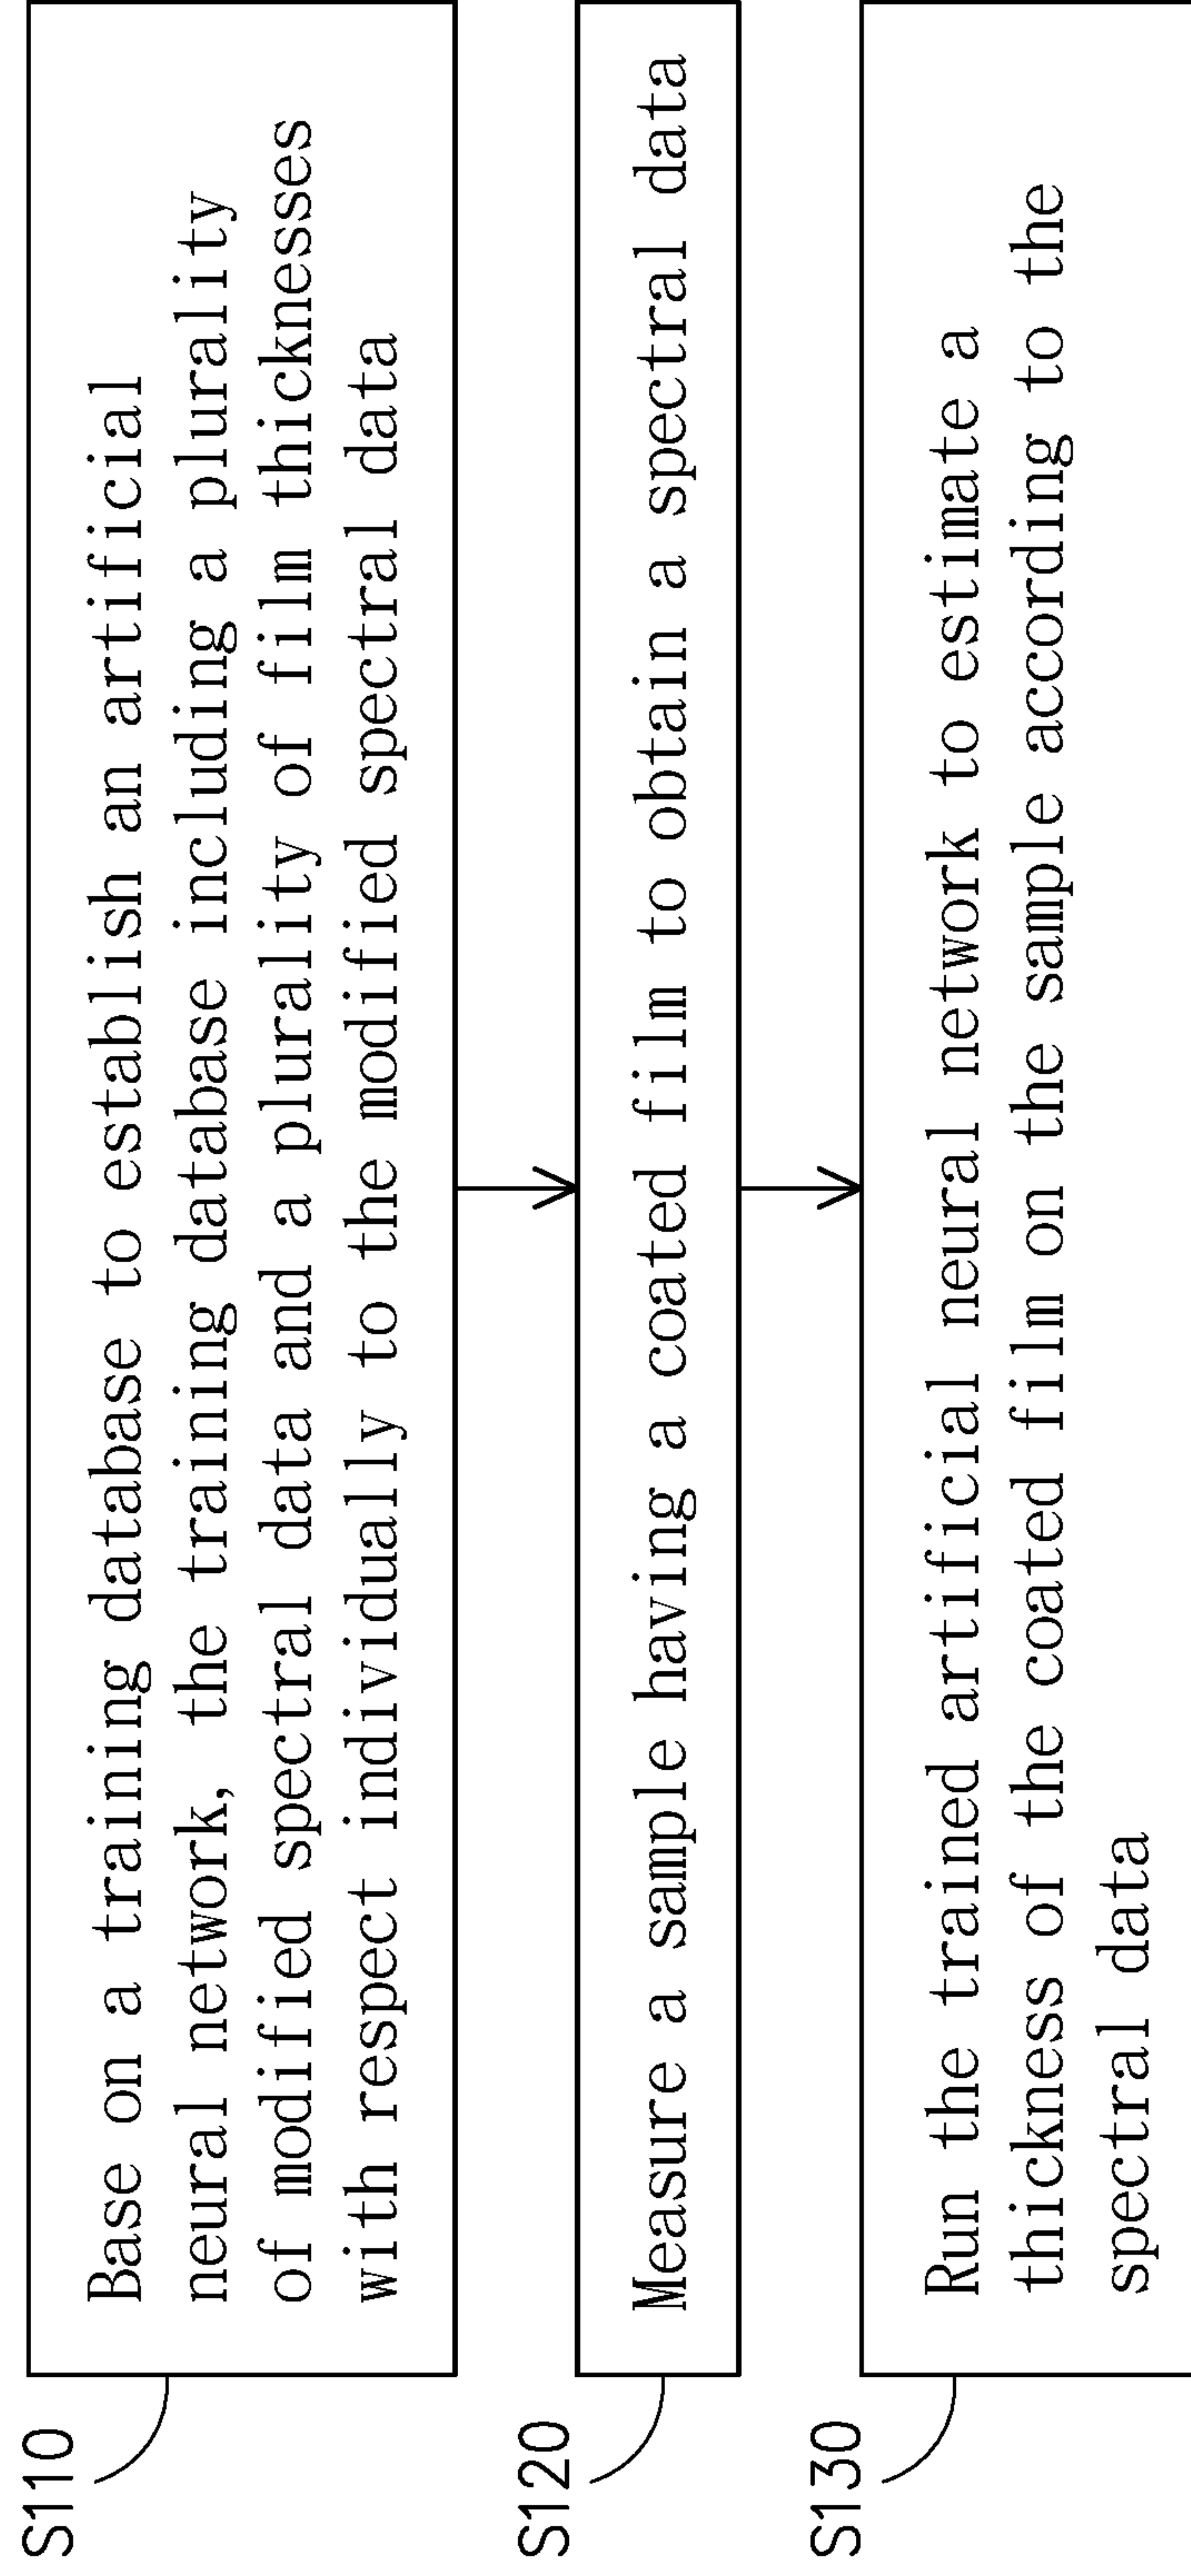 S110
Base on a training database to establish an artificial
neural network, the training database including a plurality
of modified spectral data and a plurality of film thicknesses
with respect individually to the modified spectral data
S120
Measure a sample having a coated film to obtain a spectral data
S130
Run the trained artificial neural network to estimate a
thickness of the coated film on the sample according to the
spectral data